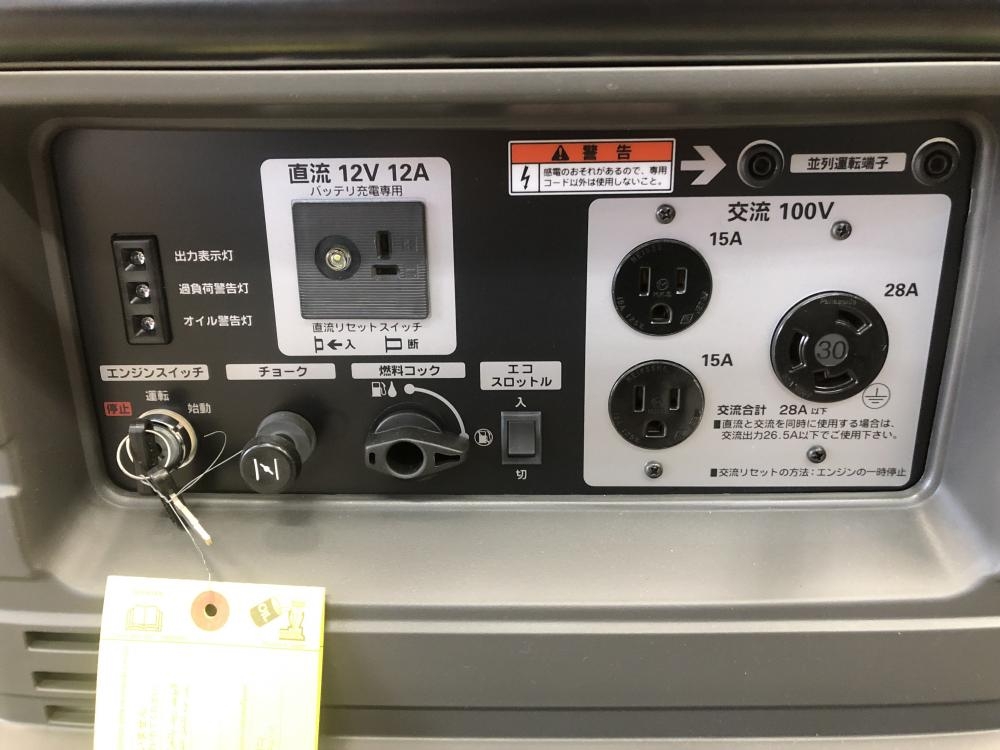 直流 12V 12A
バッテリ充電専用
直流リセットスイッチ
入 断
警告
感電のおそれがあるので、専用
コード以外は使用しないこと。
並列運転端子
交流 100V
15A
28A
30
15A
交流合計 28A以下
■直流と交流を同時に使用する場合は、
交流出力26.5A以下でご使用下さい。
■交流リセットの方法:エンジンの一時停止
出力表示灯
過負荷警告灯
オイル警告灯
エンジンスイッチ
停止
運転
始動
チョーク
燃料コック
エコ
スロットル
入
切